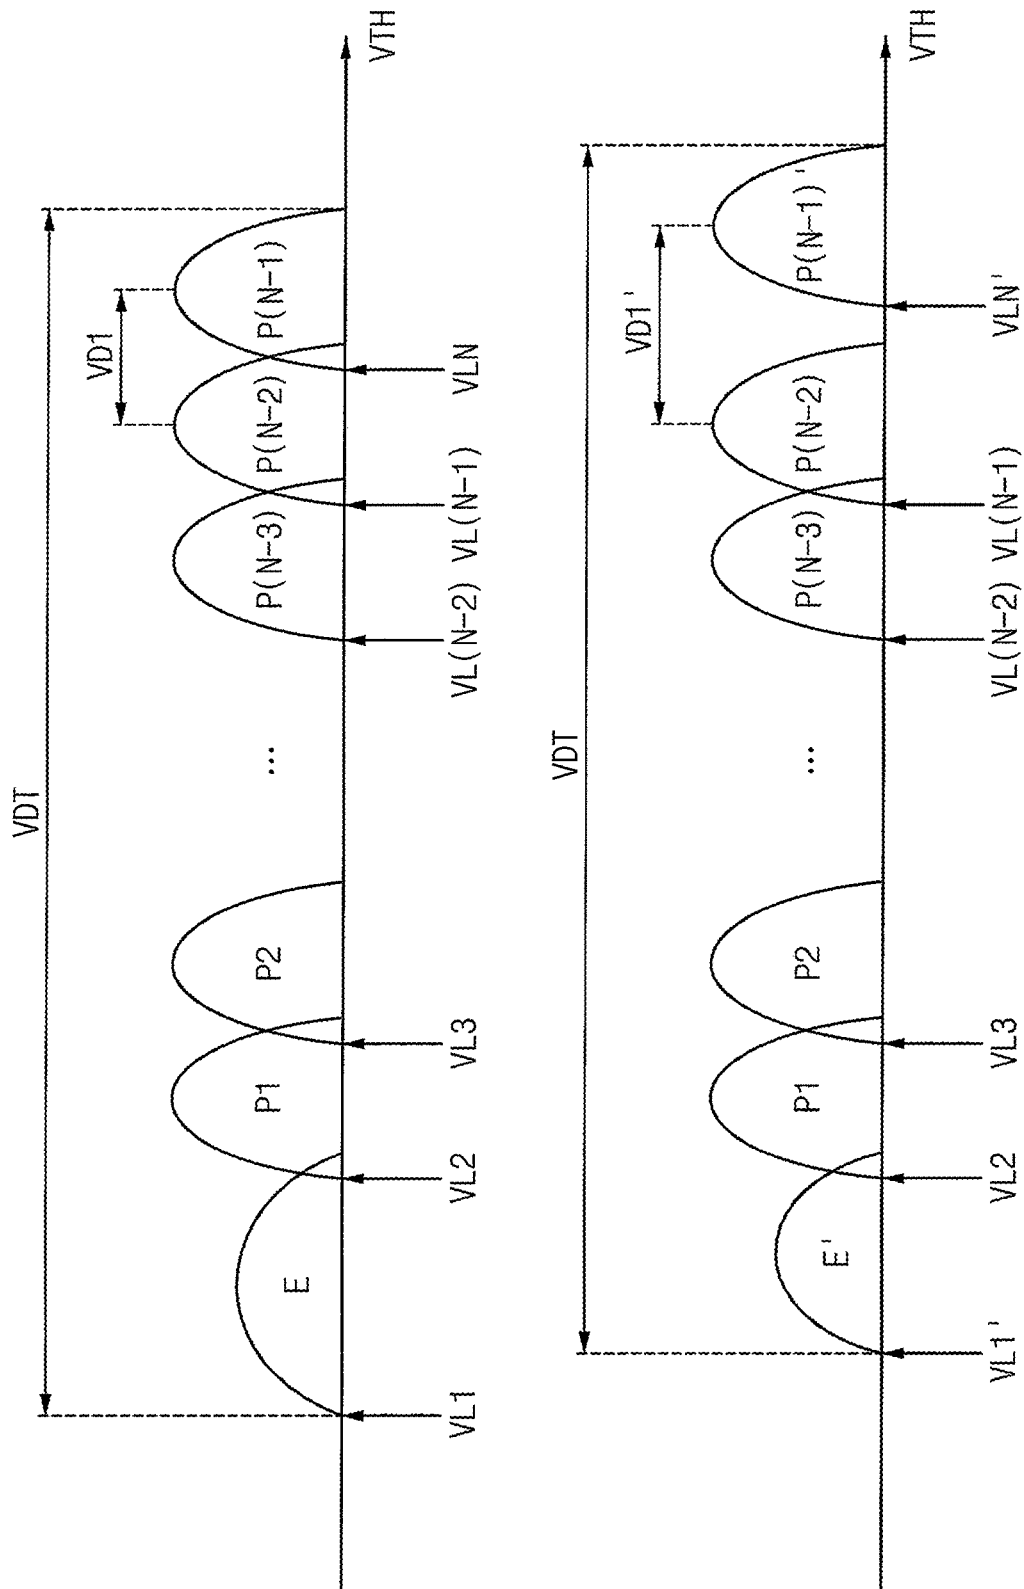 VDT
VD1
E
P1
P2
...
P(N-3)
P(N-2)
P(N-1)
VTH
VL1
VL2
VL3
VL(N-2)
VL(N-1)
VLN
VDT
VD1'
E'
P1
P2
...
P(N-3)
P(N-2)
P(N-1)'
VTH
VL1'
VL2
VL3
VL(N-2)
VL(N-1)
VLN'